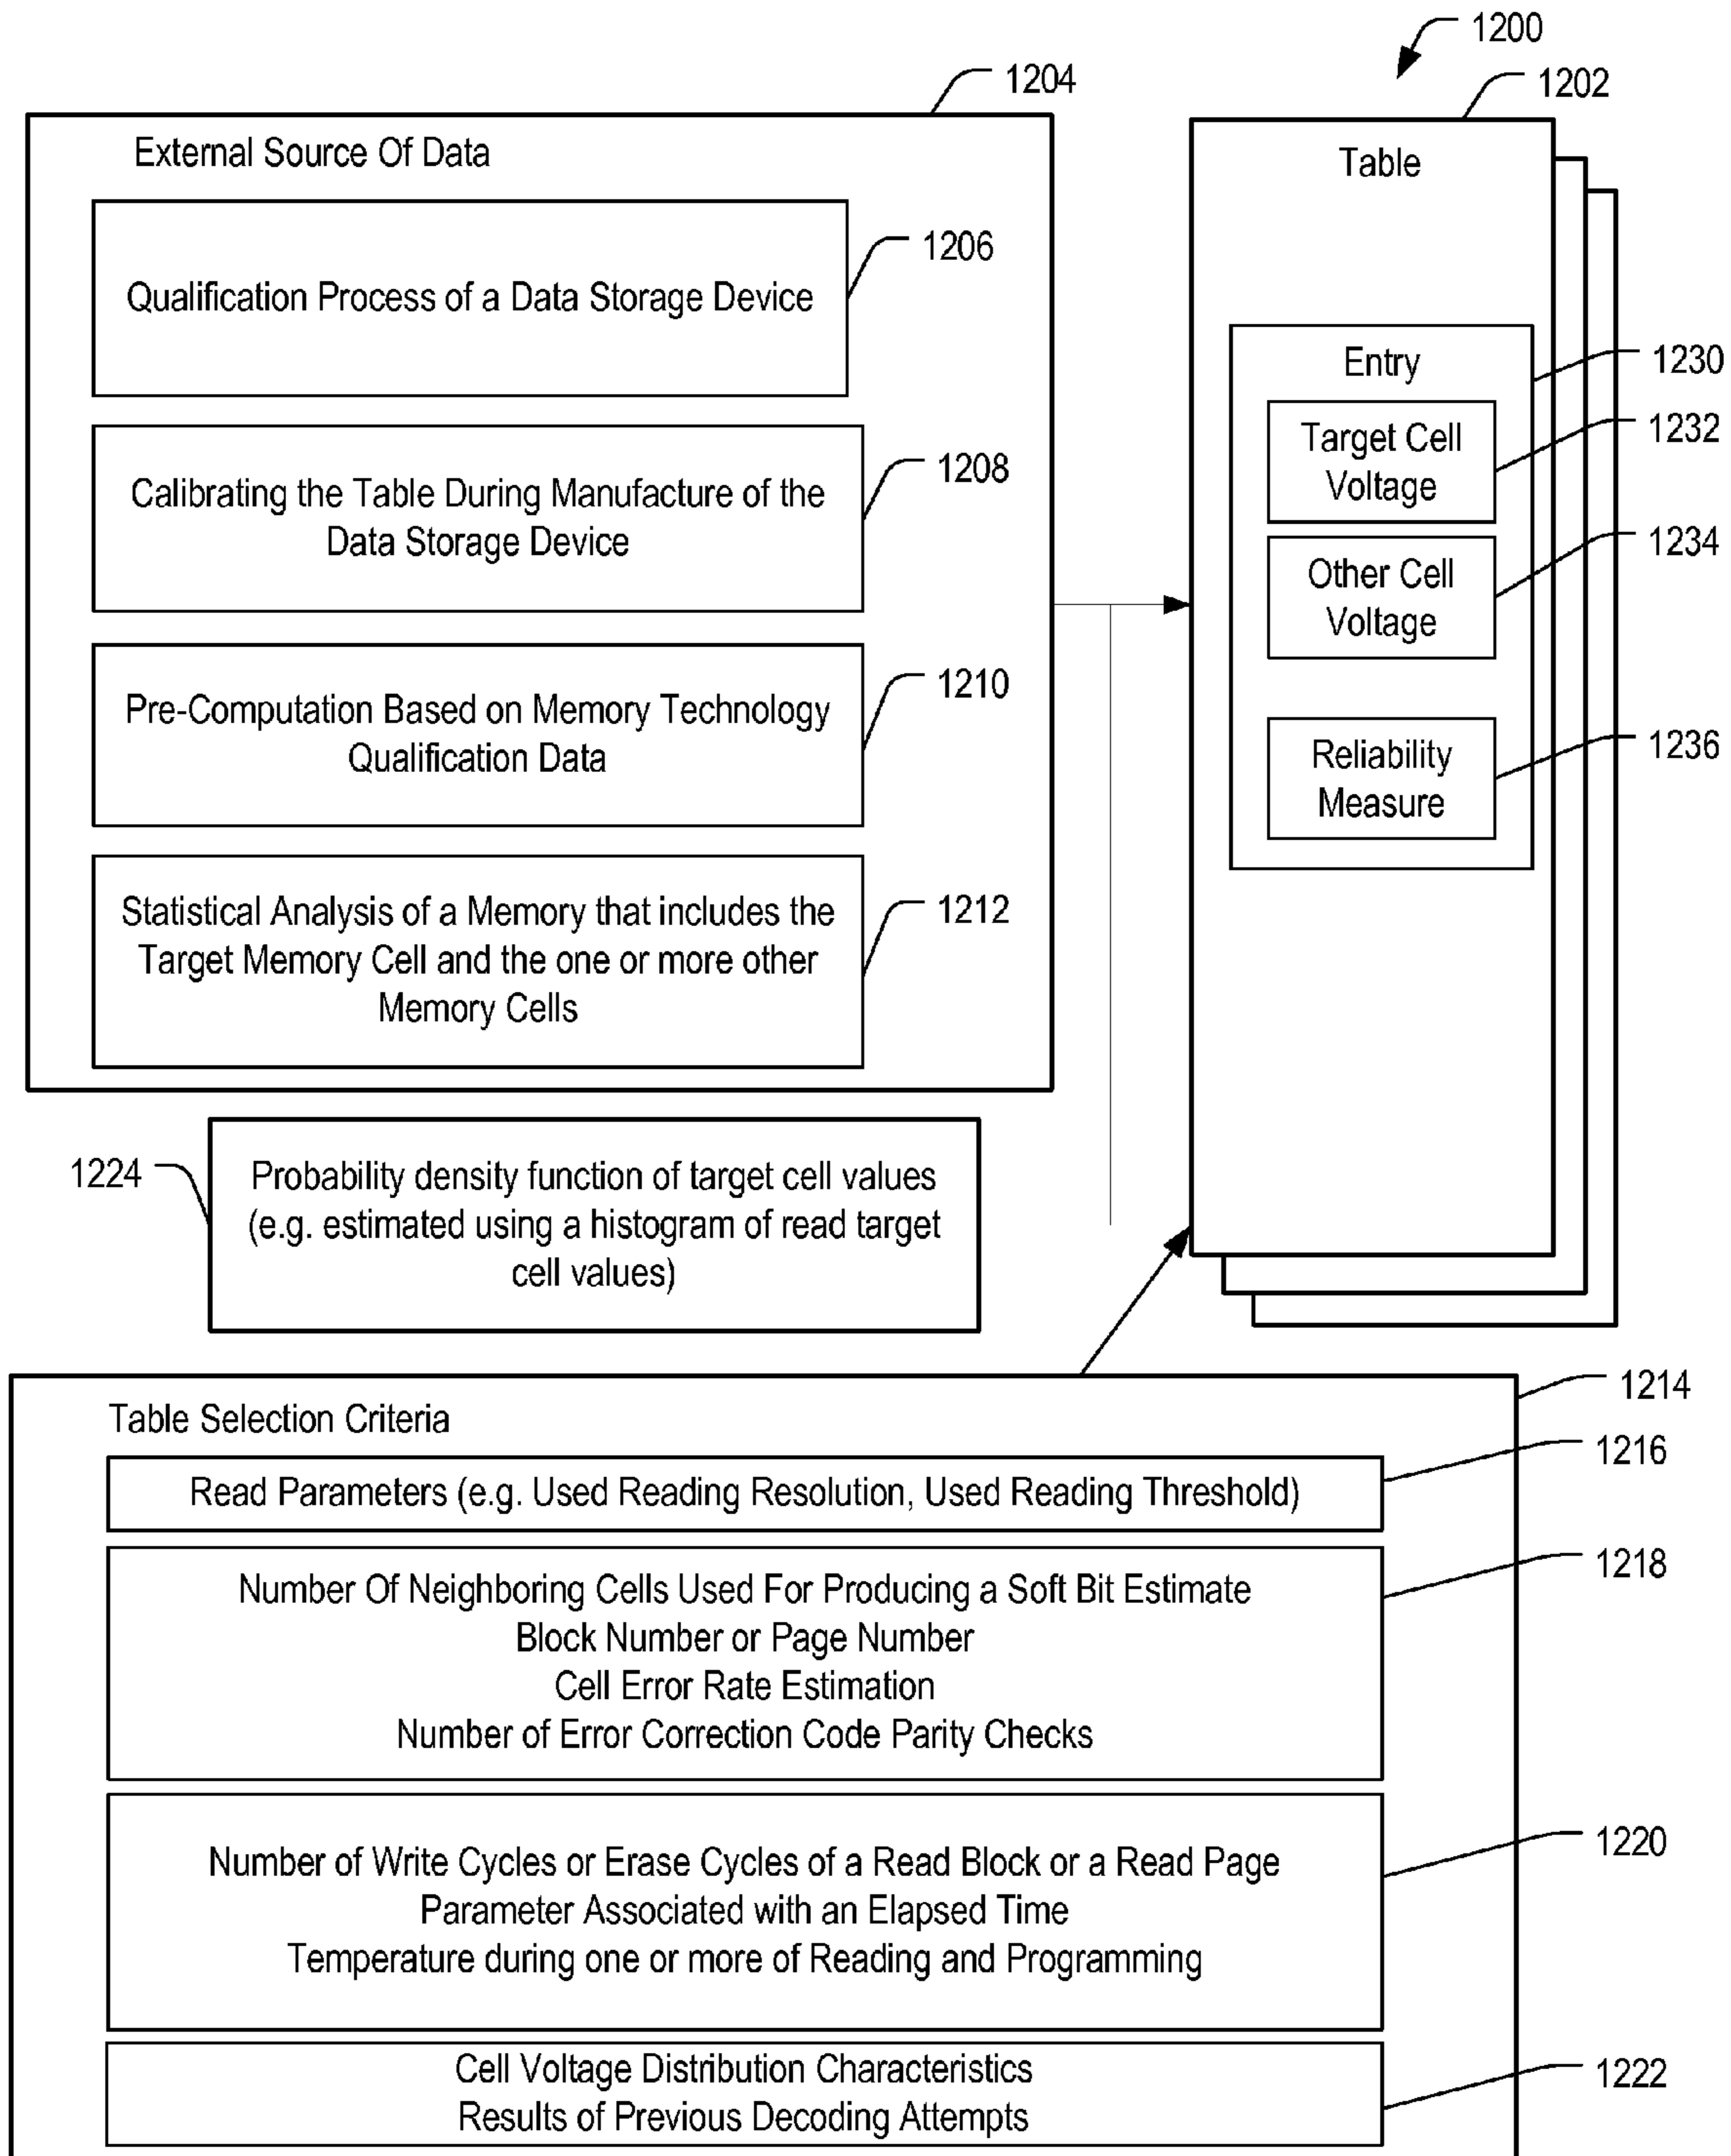 1200
1204
1202
External Source Of Data
Qualification Process of a Data Storage Device
1206
Calibrating the Table During Manufacture of the
Data Storage Device
1208
Pre-Computation Based on Memory Technology
Qualification Data
1210
Statistical Analysis of a Memory that includes the
Target Memory Cell and the one or more other
Memory Cells
1212
Table
Entry
1230
Target Cell
Voltage
1232
Other Cell
Voltage
1234
Reliability
Measure
1236
1224
Probability density function of target cell values
(e.g. estimated using a histogram of read target
cell values)
1214
Table Selection Criteria
Read Parameters (e.g. Used Reading Resolution, Used Reading Threshold)
1216
Number Of Neighboring Cells Used For Producing a Soft Bit Estimate
Block Number or Page Number
Cell Error Rate Estimation
Number of Error Correction Code Parity Checks
1218
Number of Write Cycles or Erase Cycles of a Read Block or a Read Page
Parameter Associated with an Elapsed Time
Temperature during one or more of Reading and Programming
1220
Cell Voltage Distribution Characteristics
Results of Previous Decoding Attempts
1222